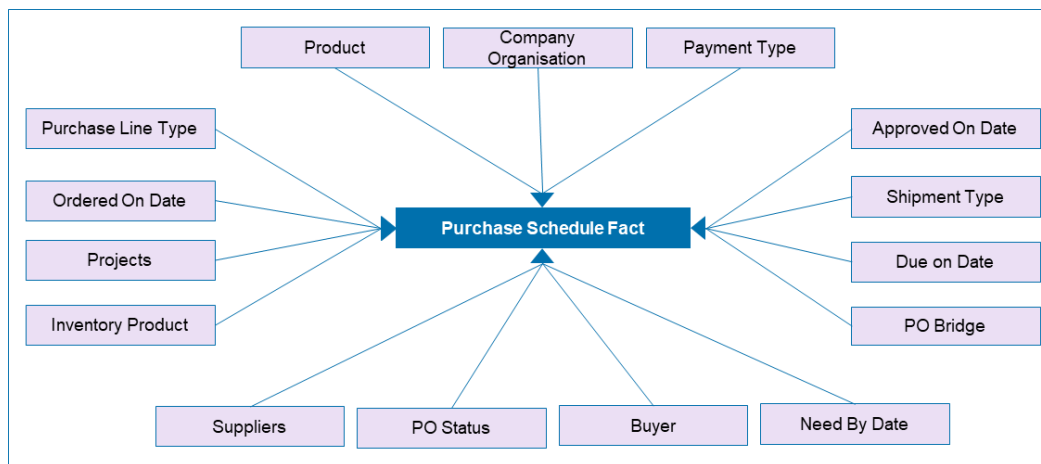 Product
Company
Organisation
Payment Type
Purchase Line Type
Approved On Date
Ordered On Date
Shipment Type
Purchase Schedule Fact
Projects
Due on Date
Inventory Product
PO Bridge
Suppliers
PO Status
Buyer
Need By Date